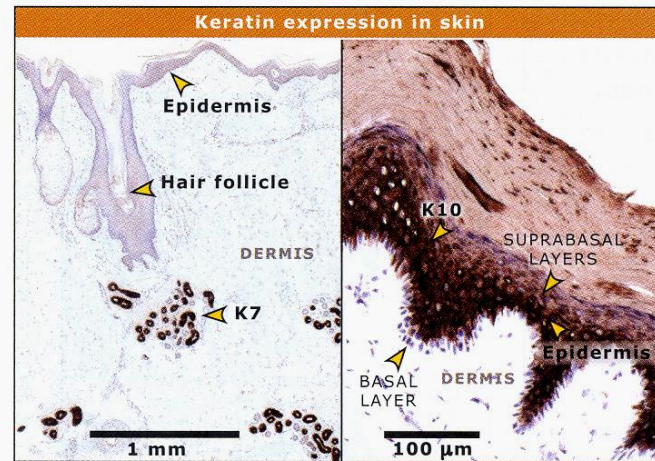 Keratin expression in skin
Epidermis
Hair follicle
DERMIS
K7
1 mm
K10
SUPRABASAL
LAYERS
Epidermis
BASAL
LAYER
DERMIS
100 µm